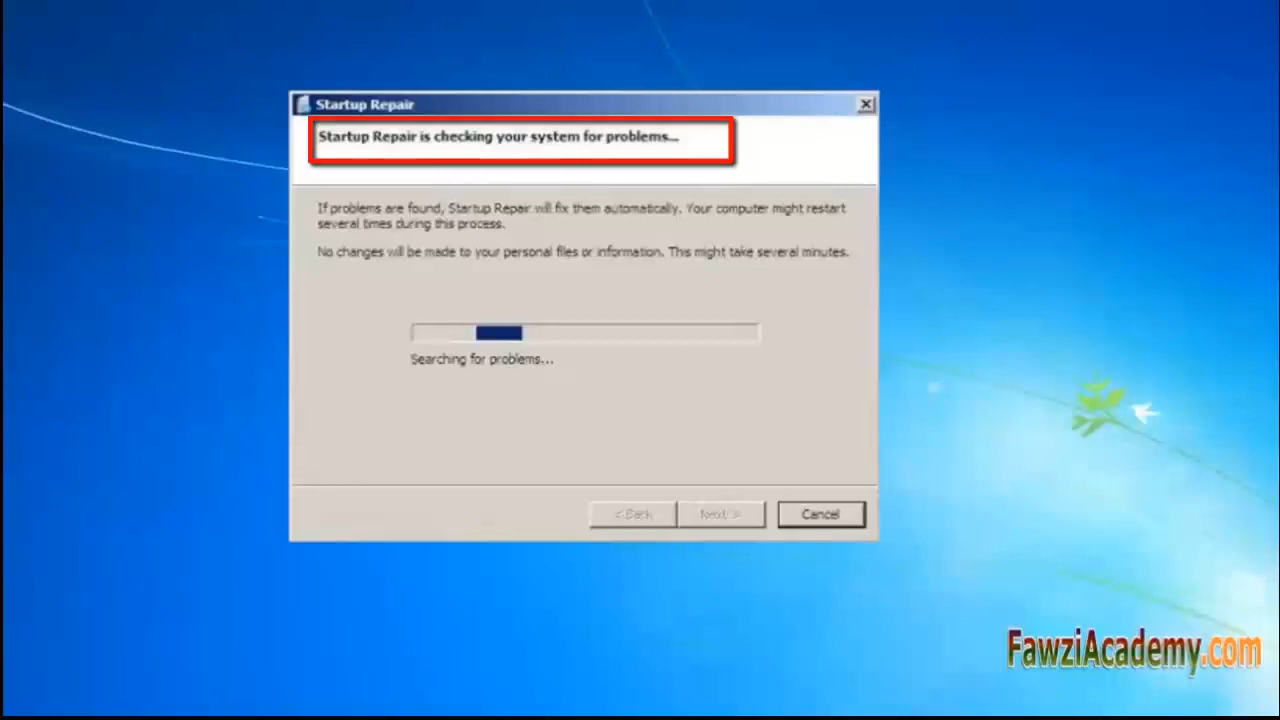 Startup Repair
Startup Repair is checking your system for problems...
If problems are found, Startup Repair will fix them automatically. Your computer might restart
several times during this process.
No changes will be made to your personal files or information. This might take several minutes.
Searching for problems...
< Back
Next >
Cancel
FawziAcademy.com